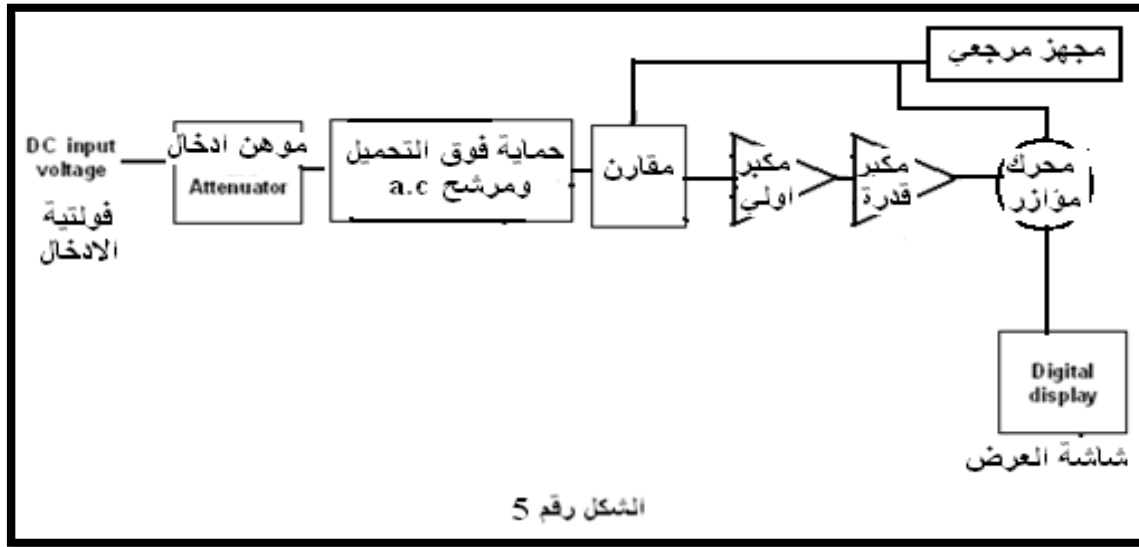 مجهز مرجعي
DC input
voltage
فولتية
الادخال
موهن ادخال
Attenuator
حماية فوق التحميل
ومرشح a.c
مقارن
مكبر
اولي
مكبر
قدرة
محرك
مؤازر
Digital
display
شاشة العرض
الشكل رقم 5